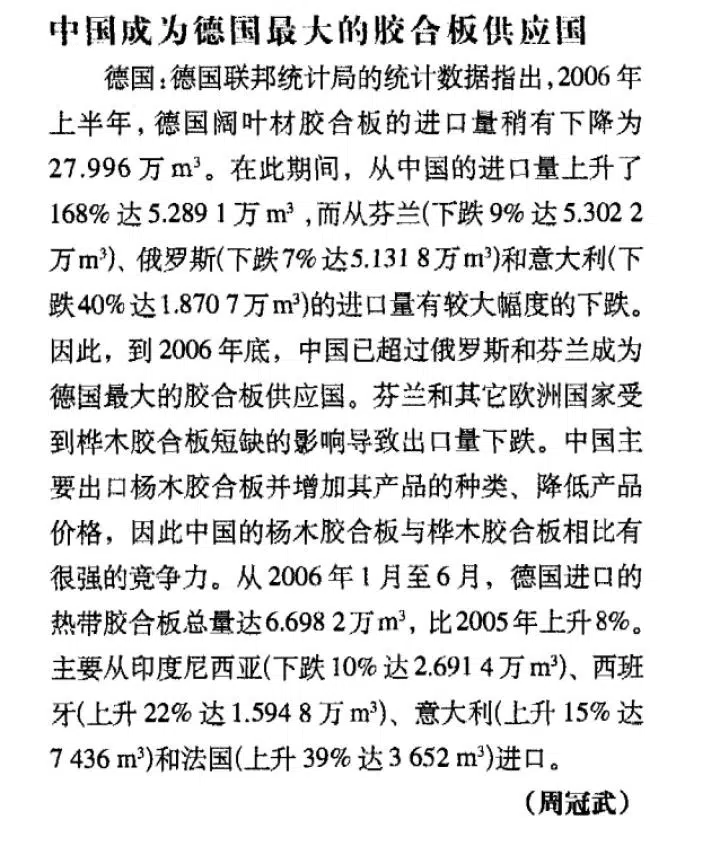 中国成为德国最大的胶合板供应国
德国:德国联邦统计局的统计数据指出,2006 年
上半年，德国阔叶材胶合板的进口量稍有下降为
27.996 万 m³。在此期间，从中国的进口量上升了
168% 达 5.289 1 万 m³ ,而从芬兰(下跌 9% 达 5.302 2
万 m³)、俄罗斯(下跌 7% 达 5.131 8 万 m³)和意大利(下
跌 40% 达 1.870 7 万 m³)的进口量有较大幅度的下跌。
因此，到 2006 年底，中国已超过俄罗斯和芬兰成为
德国最大的胶合板供应国。芬兰和其它欧洲国家受
到桦木胶合板短缺的影响导致出口量下跌。中国主
要出口杨木胶合板并增加其产品的种类、降低产品
价格，因此中国的杨木胶合板与桦木胶合板相比有
很强的竞争力。从 2006 年 1 月至 6 月，德国进口的
热带胶合板总量达 6.698 2 万 m³，比 2005 年上升 8%。
主要从印度尼西亚(下跌 10% 达 2.691 4 万 m³)、西班
牙(上升 22% 达 1.594 8 万 m³)、意大利(上升 15% 达
7 436 m³)和法国(上升 39% 达 3 652 m³)进口。
(周冠武)